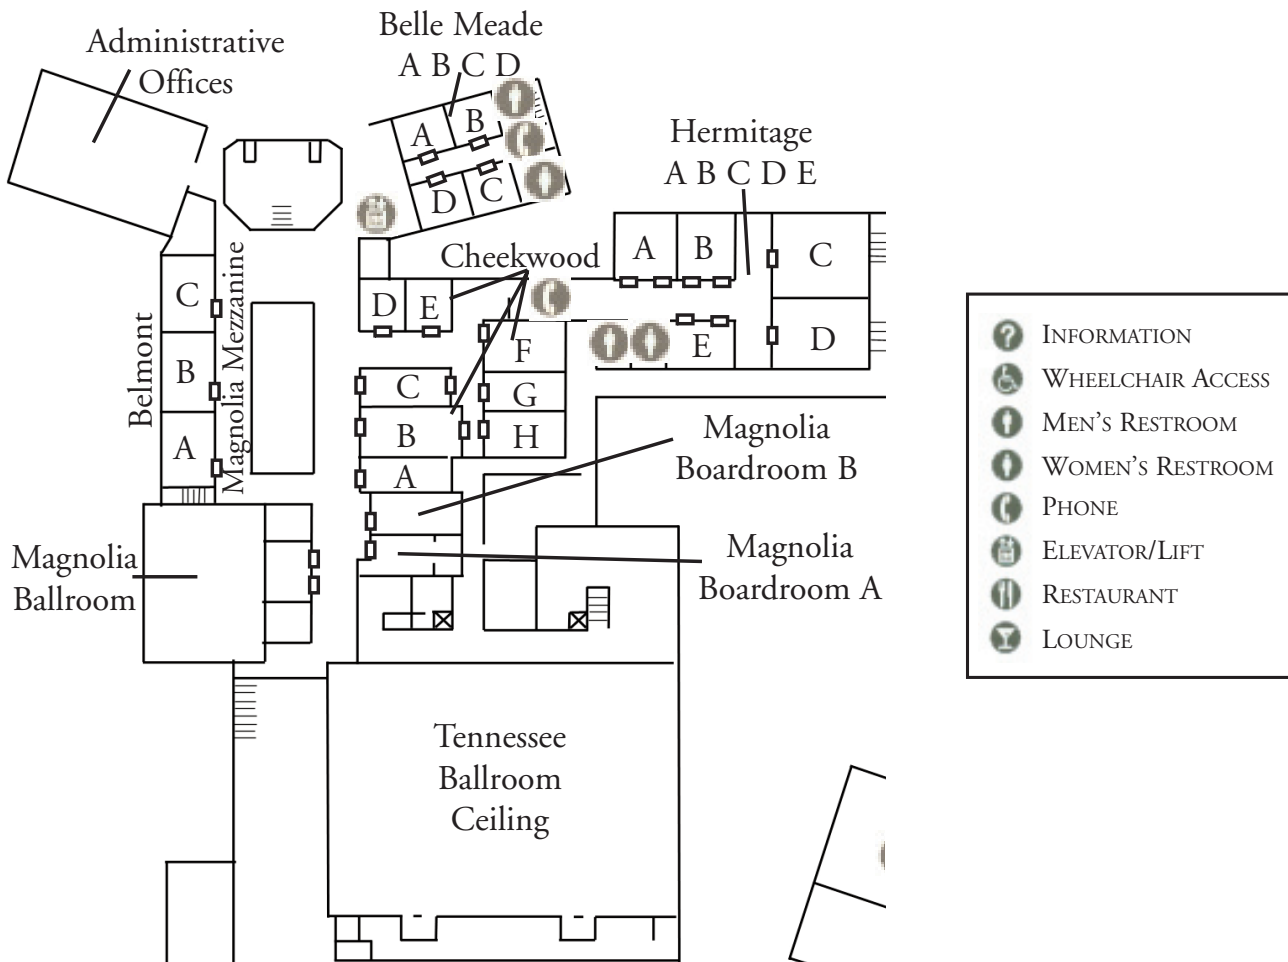 Administrative
Offices
Belle Meade
A B C D
A
B
D
C
Hermitage
A B C D E
A
B
C
D
E
Cheekwood
D
E
F
G
H
C
B
A
Belmont
C
B
A
Magnolia Mezzanine
Magnolia
Boardroom B
Magnolia
Boardroom A
Magnolia
Ballroom
Tennessee
Ballroom
Ceiling
?
INFORMATION
WHEELCHAIR ACCESS
MEN'S RESTROOM
WOMEN'S RESTROOM
PHONE
ELEVATOR/LIFT
RESTAURANT
LOUNGE